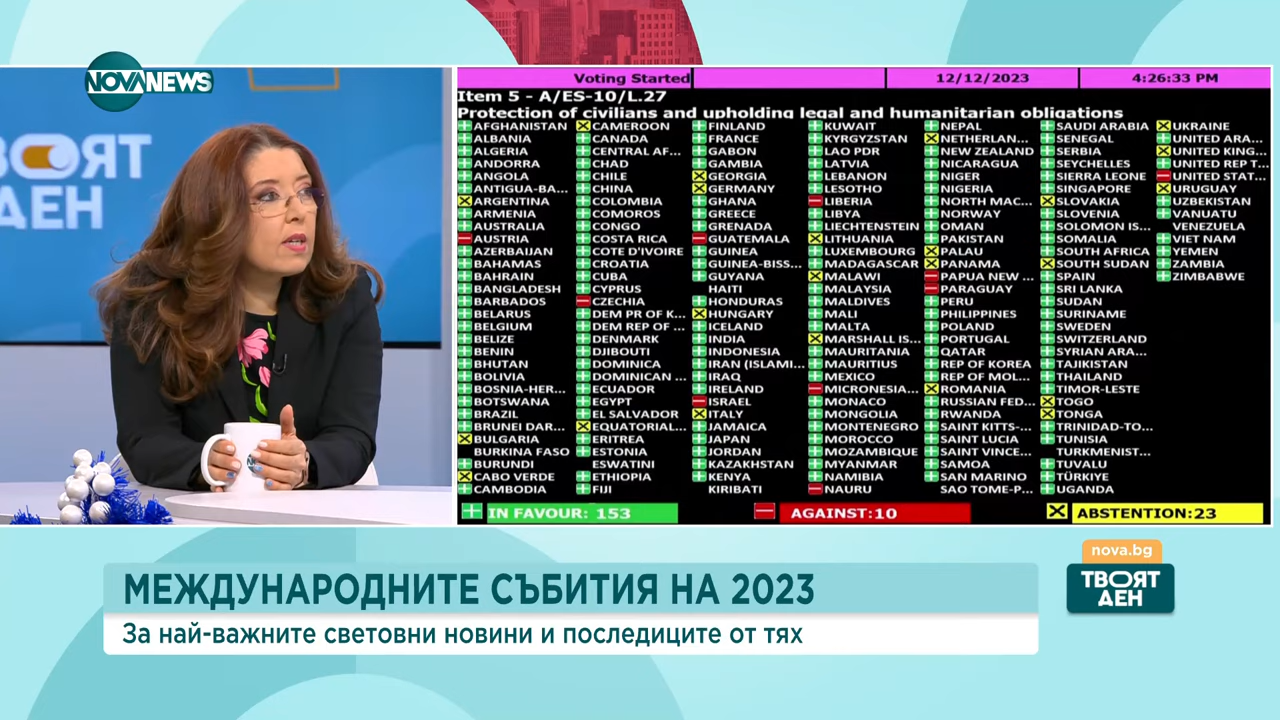 NOVANEWS
ВОЯТ
ДЕН
Voting Started 12/12/2023 4:26:33 PM
Item 5 - A/ES-10/L.27
Protection of civilians and upholding legal and humanitarian obligations
AFGHANISTAN CAMEROON FINLAND KUWAIT NEPAL SAUDI ARABIA UKRAINE
ALBANIA CANADA FRANCE KYRGYZSTAN NETHERLAN... SENEGAL UNITED ARA...
ALGERIA CENTRAL AF... GABON LAO PDR NEW ZEALAND SERBIA UNITED KING...
ANDORRA CHAD GAMBIA LATVIA NICARAGUA SEYCHELLES UNITED REP T...
ANGOLA CHILE GEORGIA LEBANON NIGER SIERRA LEONE UNITED STAT...
ANTIGUA-BA... CHINA GERMANY LESOTHO NIGERIA SINGAPORE URUGUAY
ARGENTINA COLOMBIA GHANA LIBERIA NORTH MAC... SLOVAKIA UZBEKISTAN
ARMENIA COMOROS GREECE LIBYA NORWAY SLOVENIA VANUATU
AUSTRALIA CONGO GRENADA LIECHTENSTEIN OMAN SOLOMON IS... VENEZUELA
AUSTRIA COSTA RICA GUATEMALA LITHUANIA PAKISTAN SOMALIA VIET NAM
AZERBAIJAN COTE D'IVOIRE GUINEA LUXEMBOURG PALAU SOUTH AFRICA YEMEN
BAHAMAS CROATIA GUINEA-BISS... MADAGASCAR PANAMA SOUTH SUDAN ZAMBIA
BAHRAIN CUBA GUYANA MALAWI PAPUA NEW ... SPAIN ZIMBABWE
BANGLADESH CYPRUS HAITI MALAYSIA PARAGUAY SRI LANKA
BARBADOS CZECHIA HONDURAS MALDIVES PERU SUDAN
BELARUS DEM PR OF K... HUNGARY MALI PHILIPPINES SURINAME
BELGIUM DEM REP OF ... ICELAND MALTA POLAND SWEDEN
BELIZE DENMARK INDIA MARSHALL IS... PORTUGAL SWITZERLAND
BENIN DJIBOUTI INDONESIA MAURITANIA QATAR SYRIAN ARA...
BHUTAN DOMINICA IRAN (ISLAMI... MAURITIUS REP OF KOREA TAJIKISTAN
BOLIVIA DOMINICAN ... IRAQ MEXICO REP OF MOL... THAILAND
BOSNIA-HER... ECUADOR IRELAND MICRONESIA... ROMANIA TIMOR-LESTE
BOTSWANA EGYPT ISRAEL MONACO RUSSIAN FED... TOGO
BRAZIL EL SALVADOR ITALY MONGOLIA RWANDA TONGA
BRUNEI DAR... EQUATORIAL... JAMAICA MONTENEGRO SAINT KITTS-... TRINIDAD-TO...
BULGARIA ERITREA JAPAN MOROCCO SAINT LUCIA TUNISIA
BURKINA FASO ESTONIA JORDAN MOZAMBIQUE SAINT VINCE... TURKMENIST...
BURUNDI ESWATINI KAZAKHSTAN MYANMAR SAMOA TUVALU
CABO VERDE ETHIOPIA KENYA NAMIBIA SAN MARINO TÜRKİYE
CAMBODIA FIJI KIRIBATI NAURU SAO TOME-P... UGANDA
IN FAVOUR: 153 AGAINST:10 ABSTENTION:23
nova.bg
ТВОЯТ
ДЕН
МЕЖДУНАРОДНИТЕ СЪБИТИЯ НА 2023
За най-важните световни новини и последиците от тях